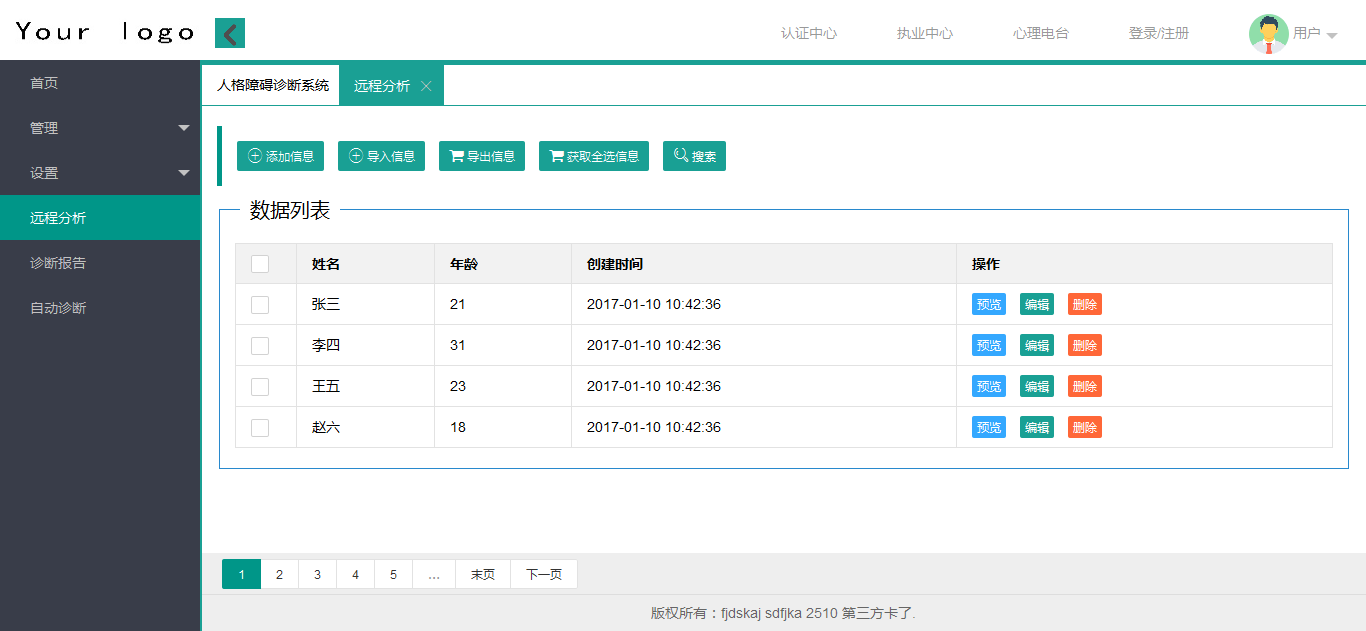 Your logo 认证中心 执业中心 心理电台 登录/注册 用户
首页
管理
设置
远程分析
诊断报告
自动诊断
人格障碍诊断系统 远程分析
添加信息 导入信息 导出信息 获取全选信息 搜索
数据列表
姓名 年龄 创建时间 操作
张三 21 2017-01-10 10:42:36 预览 编辑 删除
李四 31 2017-01-10 10:42:36 预览 编辑 删除
王五 23 2017-01-10 10:42:36 预览 编辑 删除
赵六 18 2017-01-10 10:42:36 预览 编辑 删除
1 2 3 4 5 … 末页 下一页
版权所有：fjdskaj sdfjka 2510 第三方卡了.